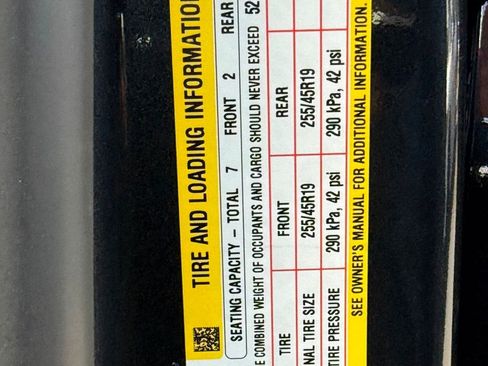 TIRE AND LOADING INFORMATION
SEATING CAPACITY – TOTAL 7 FRONT 2 REAR
COMBINED WEIGHT OF OCCUPANTS AND CARGO SHOULD NEVER EXCEED 52
TIRE FRONT REAR
NAL TIRE SIZE 255/45R19 255/45R19
TIRE PRESSURE 290 kPa, 42 psi 290 kPa, 42 psi
SEE OWNER'S MANUAL FOR ADDITIONAL INFORMATION.